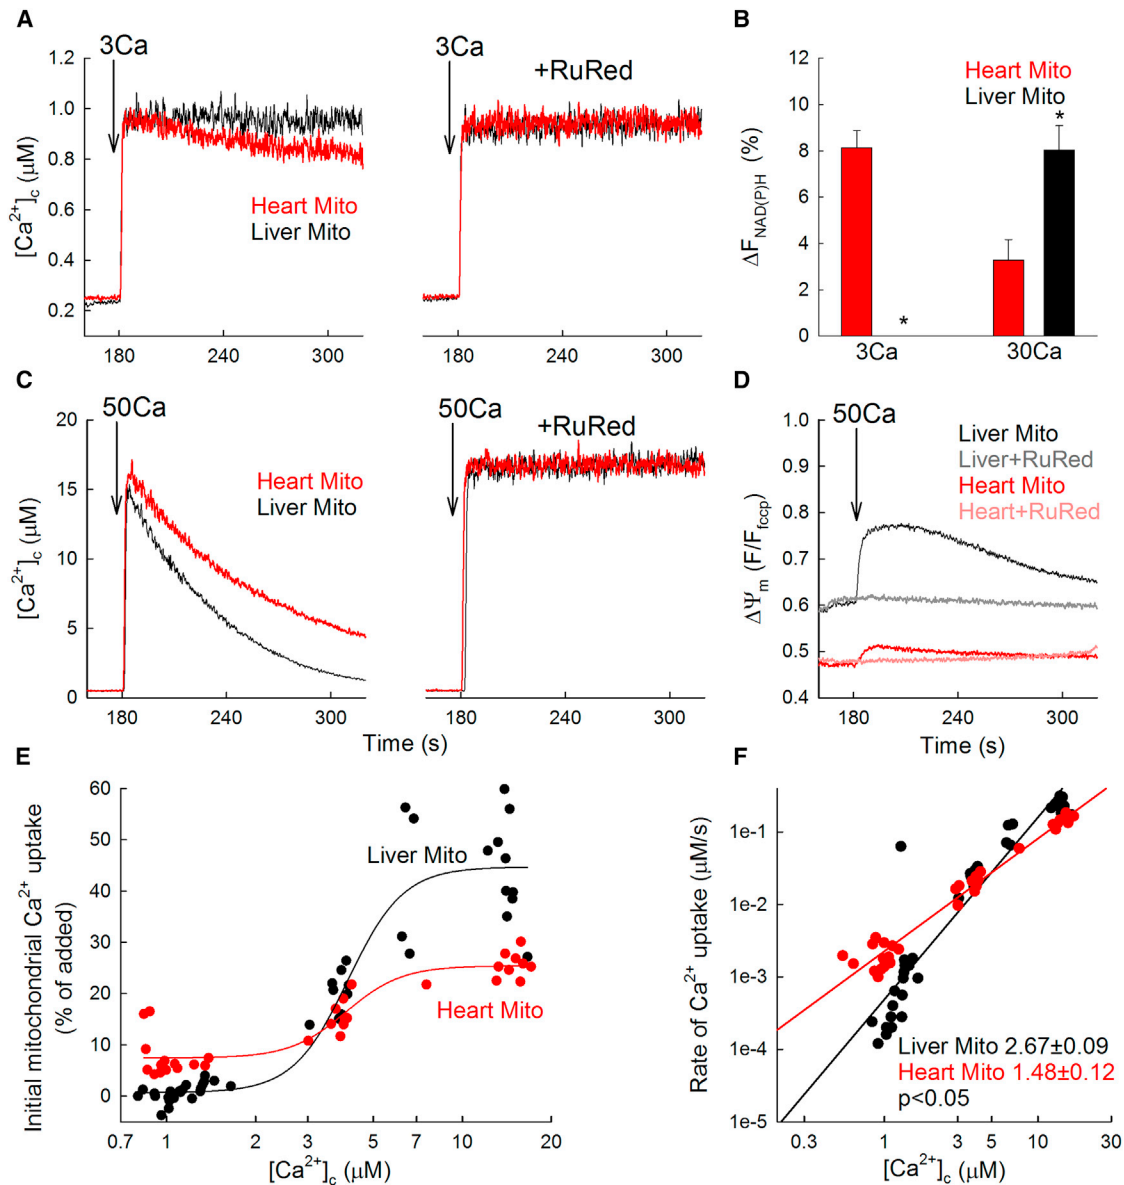 A
3Ca
3Ca
+RuRed
1.2
1.0
0.8
0.6
0.4
0.2
[Ca²⁺]c (μM)
Heart Mito
Liver Mito
180
240
300
180
240
300
B
12
10
8
6
4
2
0
ΔF NAD(P)H (%)
Heart Mito
Liver Mito
*
*
3Ca
30Ca
C
50Ca
50Ca
+RuRed
20
15
10
5
0
[Ca²⁺]c (μM)
Heart Mito
Liver Mito
180
240
300
180
240
300
Time (s)
D
50Ca
1.0
0.9
0.8
0.7
0.6
0.5
0.4
ΔΨm (F/Ffccp)
Liver Mito
Liver+RuRed
Heart Mito
Heart+RuRed
180
240
300
Time (s)
E
60
50
40
30
20
10
0
Initial mitochondrial Ca²⁺ uptake
(% of added)
Liver Mito
Heart Mito
0.7
1
2
3
5
7
10
20
[Ca²⁺]c (μM)
F
1e-1
1e-2
1e-3
1e-4
1e-5
Rate of Ca²⁺ uptake (μM/s)
Liver Mito 2.67±0.09
Heart Mito 1.48±0.12
p<0.05
0.3
1
3
5
10
30
[Ca²⁺]c (μM)